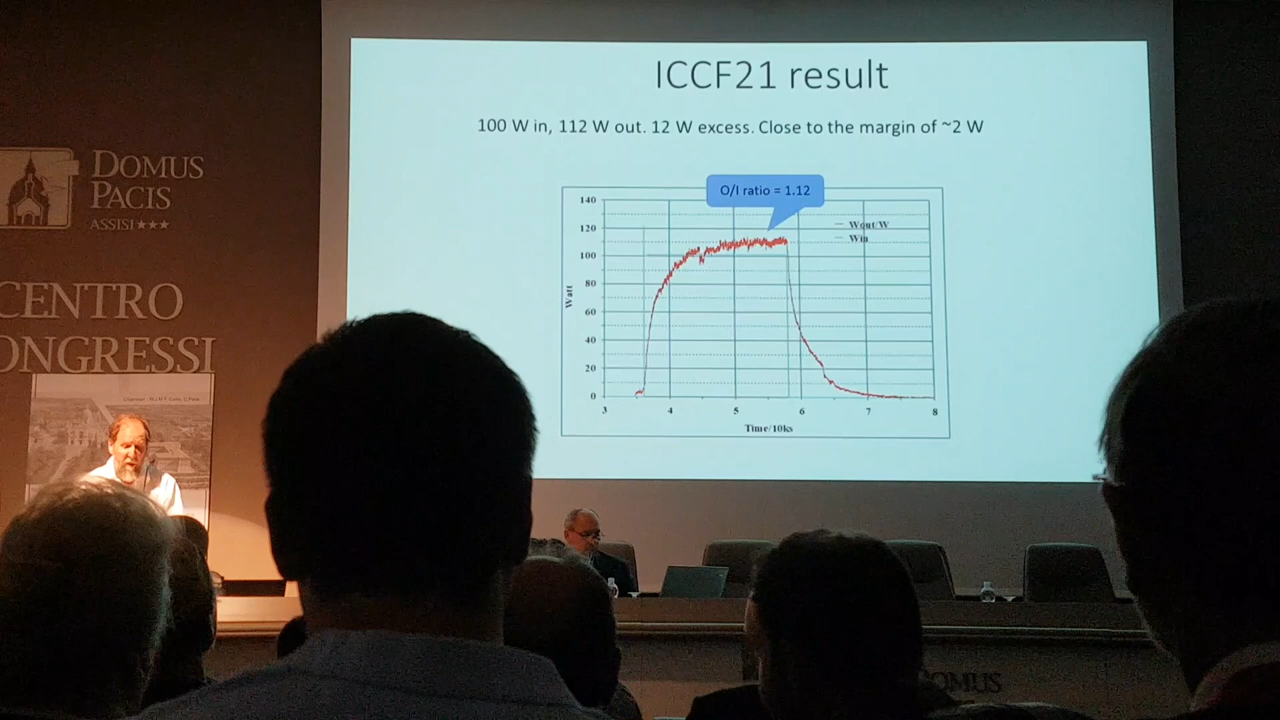 ICCF21 result
100 W in, 112 W out. 12 W excess. Close to the margin of ~2 W
O/I ratio = 1.12
140
120
100
80
60
40
20
0
Watt
Wout/W
Win
3 4 5 6 7 8
Time/10ks
DOMUS
PACIS
ASSISI★★★
CENTRO
ONGRESSI
DOMUS